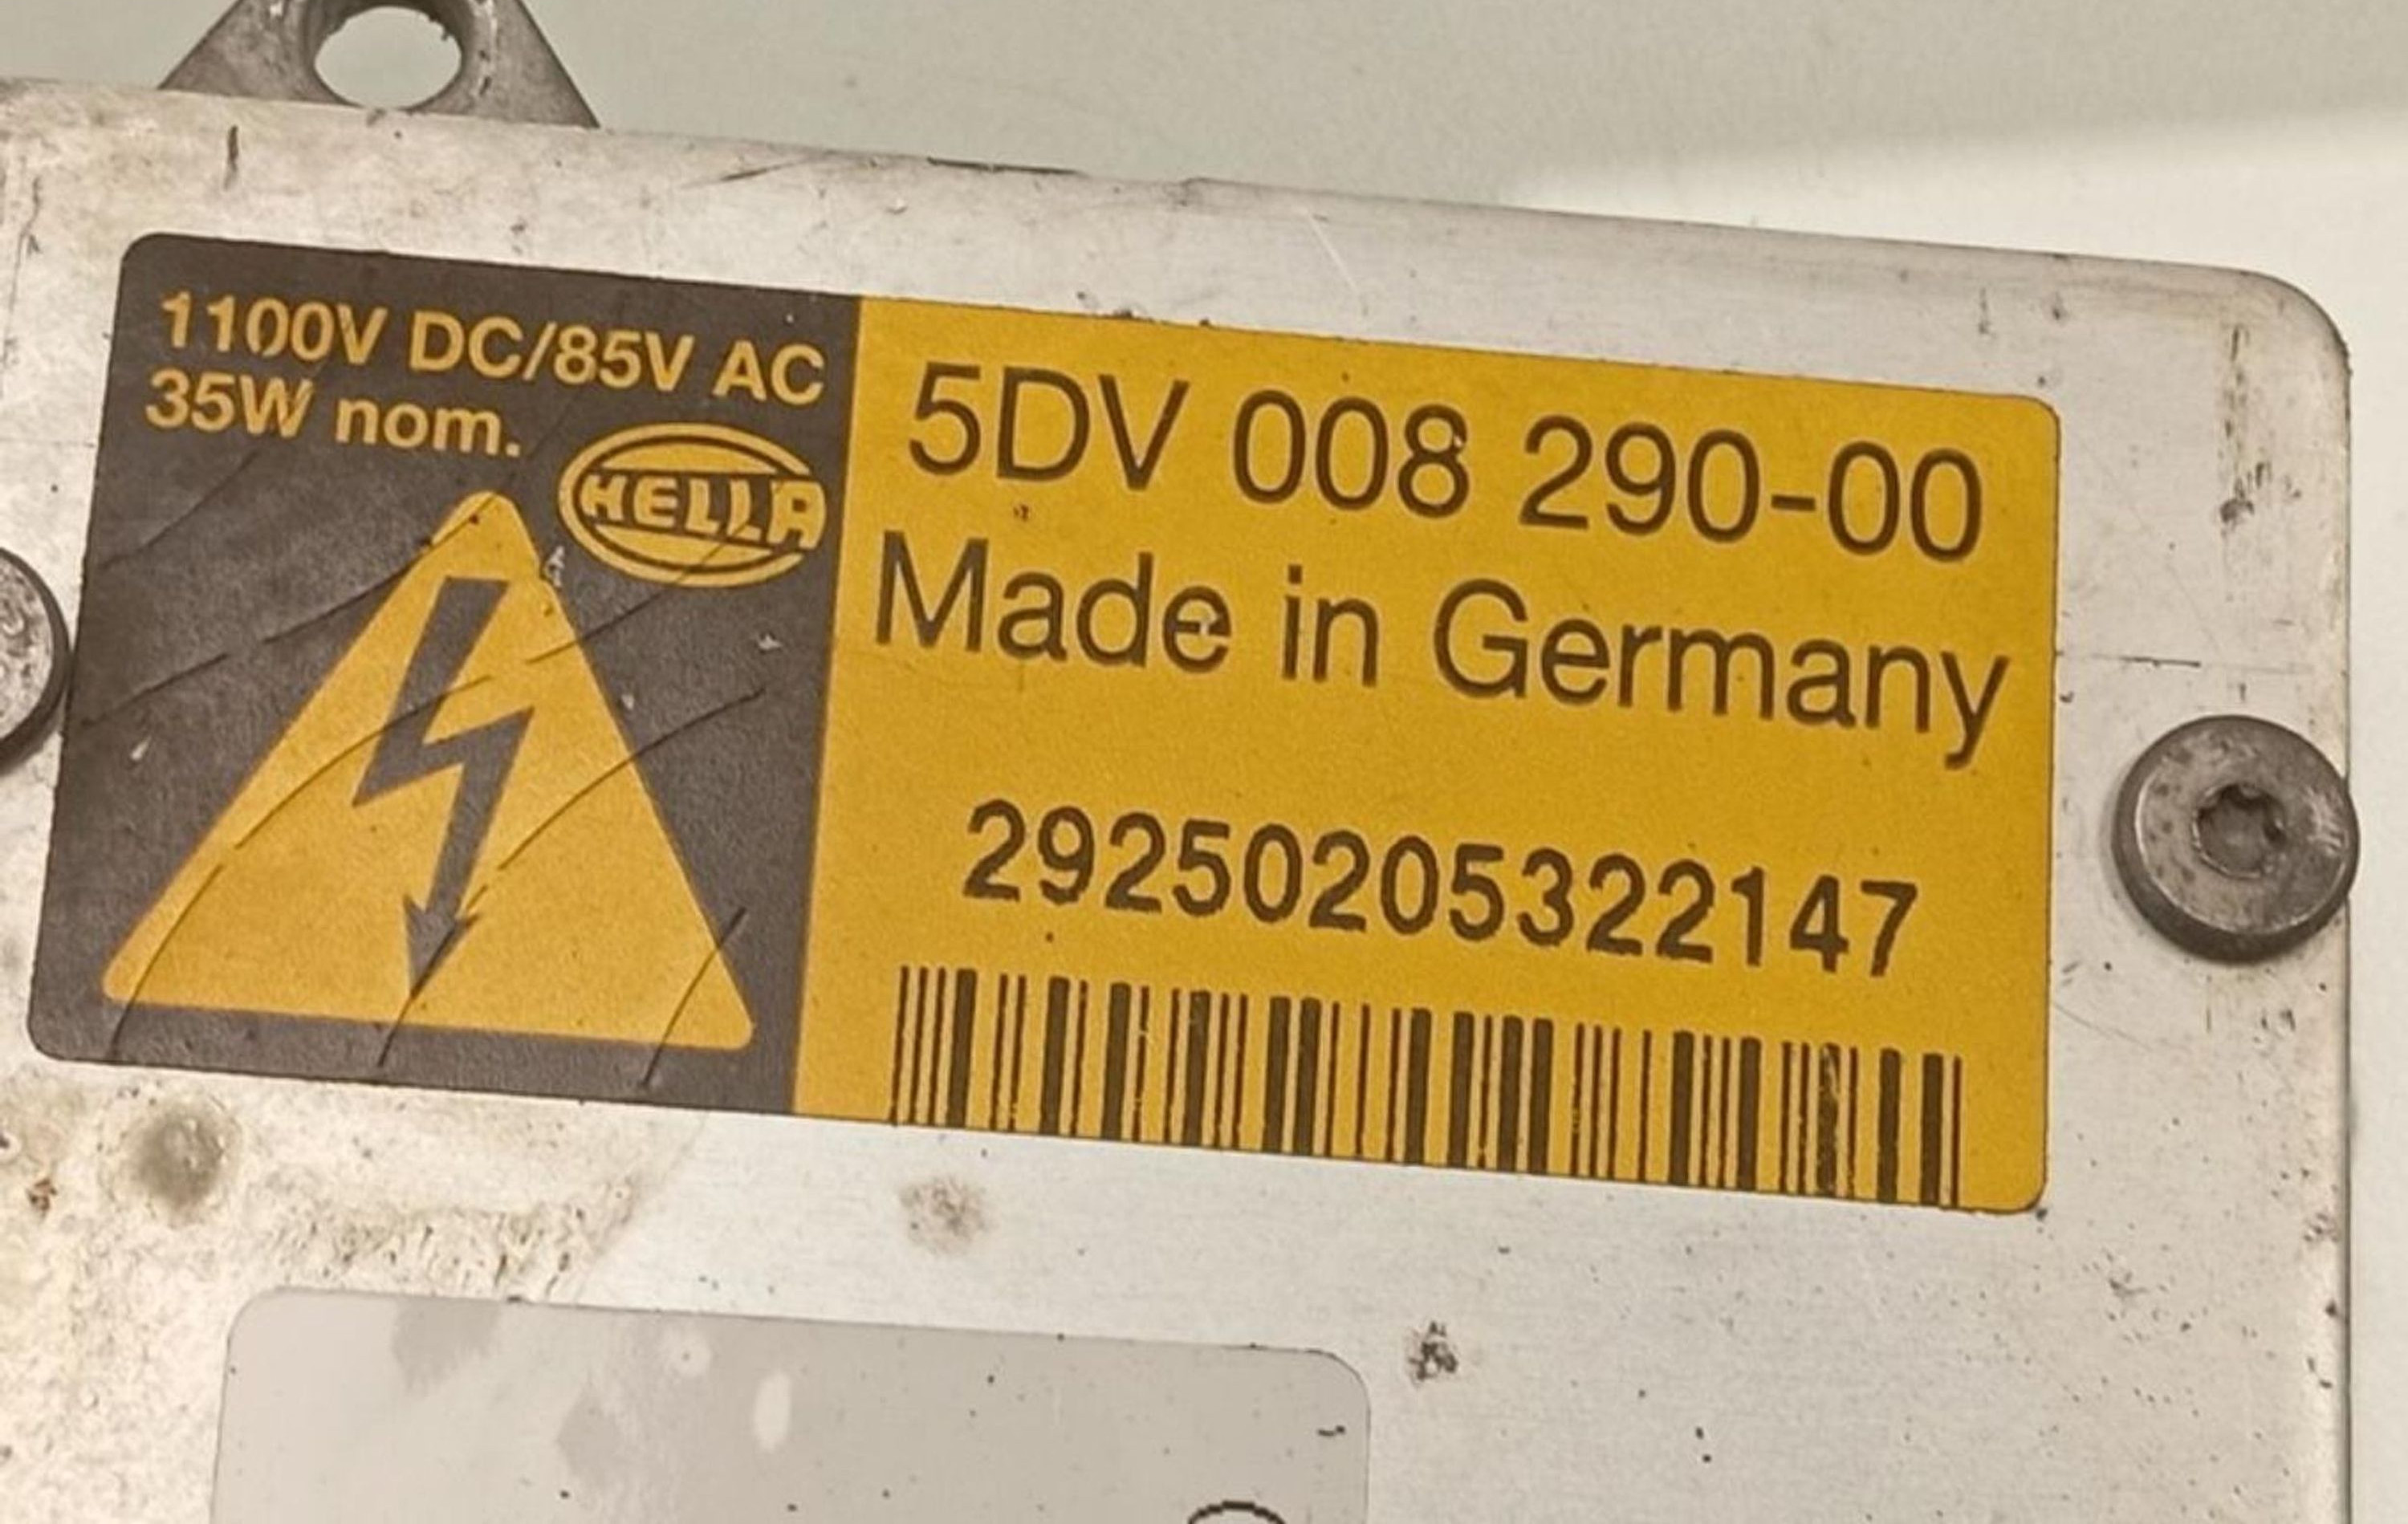 1100V DC/85V AC
35W nom.
HELLA
5DV 008 290-00
Made in Germany
29250205322147